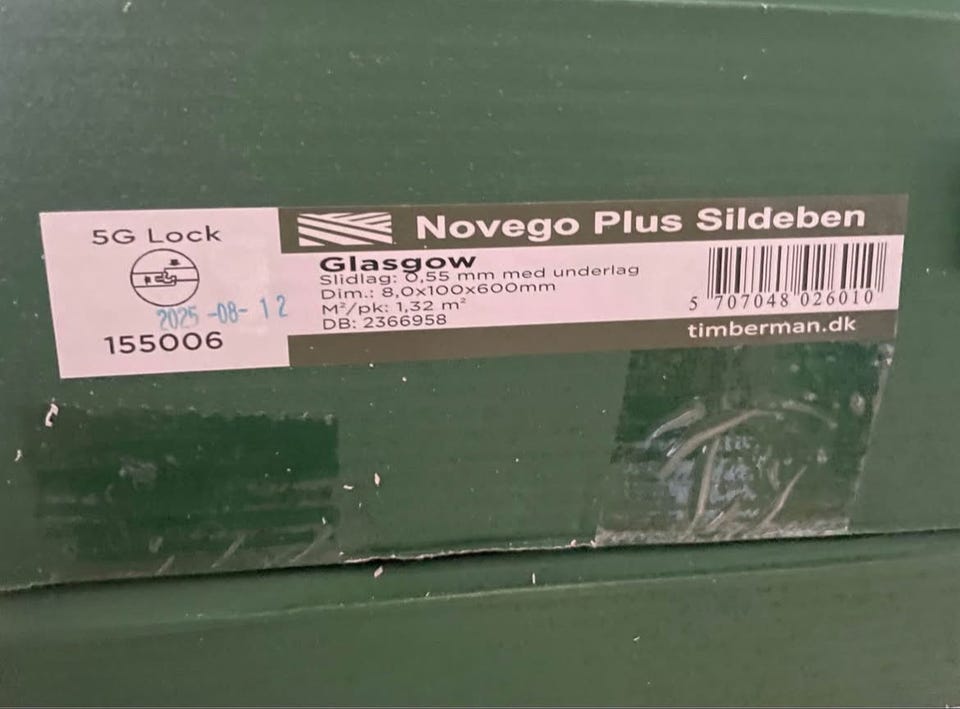 5G Lock
2025-08-12
155006
Novego Plus Sildeben
Glasgow
Slidlag: 0,55 mm med underlag
Dim.: 8,0x100x600mm
M²/pk: 1,32 m²
DB: 2366958
5 707048 026010
timberman.dk